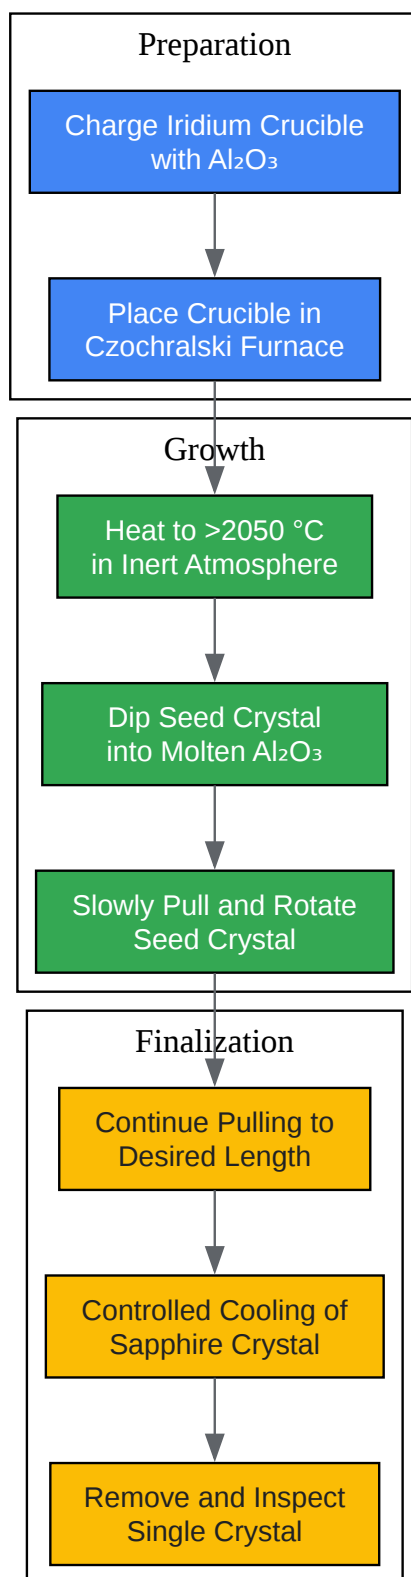 Preparation
Charge Iridium Crucible
with Al₂O₃
Place Crucible in
Czochralski Furnace
Growth
Heat to >2050 °C
in Inert Atmosphere
Dip Seed Crystal
into Molten Al₂O₃
Slowly Pull and Rotate
Seed Crystal
Finalization
Continue Pulling to
Desired Length
Controlled Cooling of
Sapphire Crystal
Remove and Inspect
Single Crystal